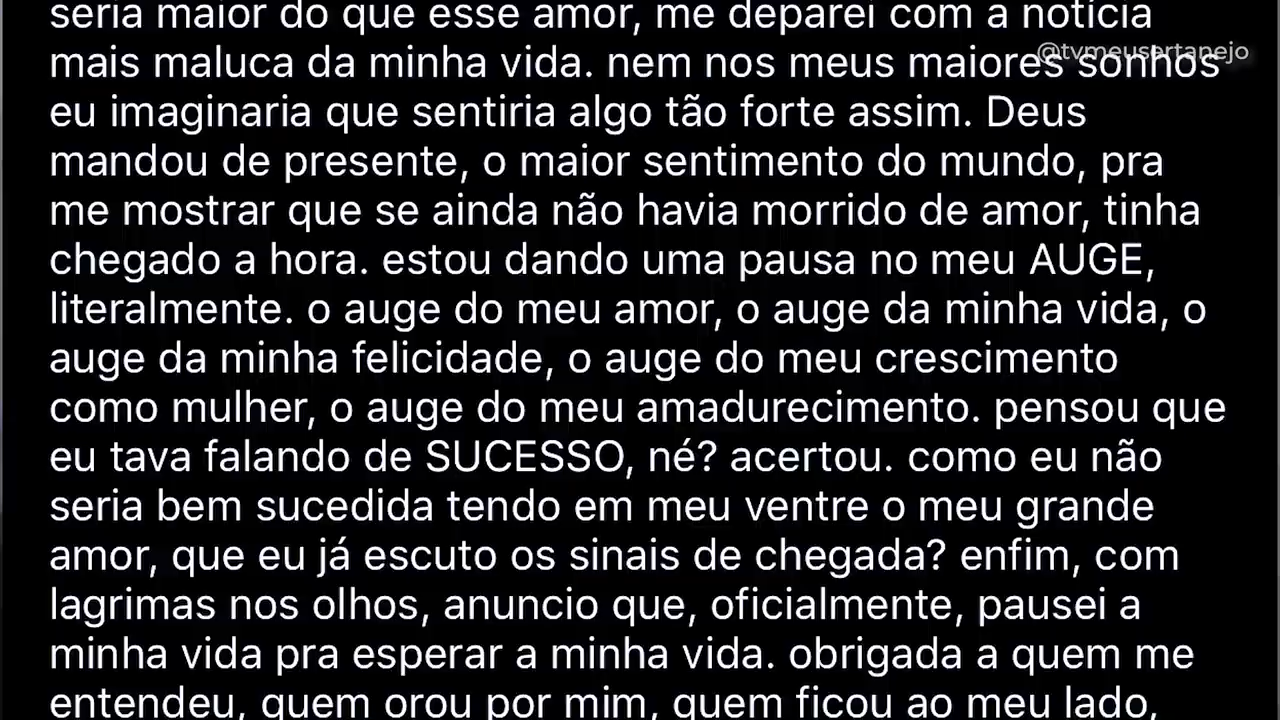 seria maior do que esse amor, me deparei com a notícia
@tvmeusertanejo
mais maluca da minha vida. nem nos meus maiores sonhos
eu imaginaria que sentiria algo tão forte assim. Deus
mandou de presente, o maior sentimento do mundo, pra
me mostrar que se ainda não havia morrido de amor, tinha
chegado a hora. estou dando uma pausa no meu AUGE,
literalmente. o auge do meu amor, o auge da minha vida, o
auge da minha felicidade, o auge do meu crescimento
como mulher, o auge do meu amadurecimento. pensou que
eu tava falando de SUCESSO, né? acertou. como eu não
seria bem sucedida tendo em meu ventre o meu grande
amor, que eu já escuto os sinais de chegada? enfim, com
lagrimas nos olhos, anuncio que, oficialmente, pausei a
minha vida pra esperar a minha vida. obrigada a quem me
entendeu, quem orou por mim, quem ficou ao meu lado,